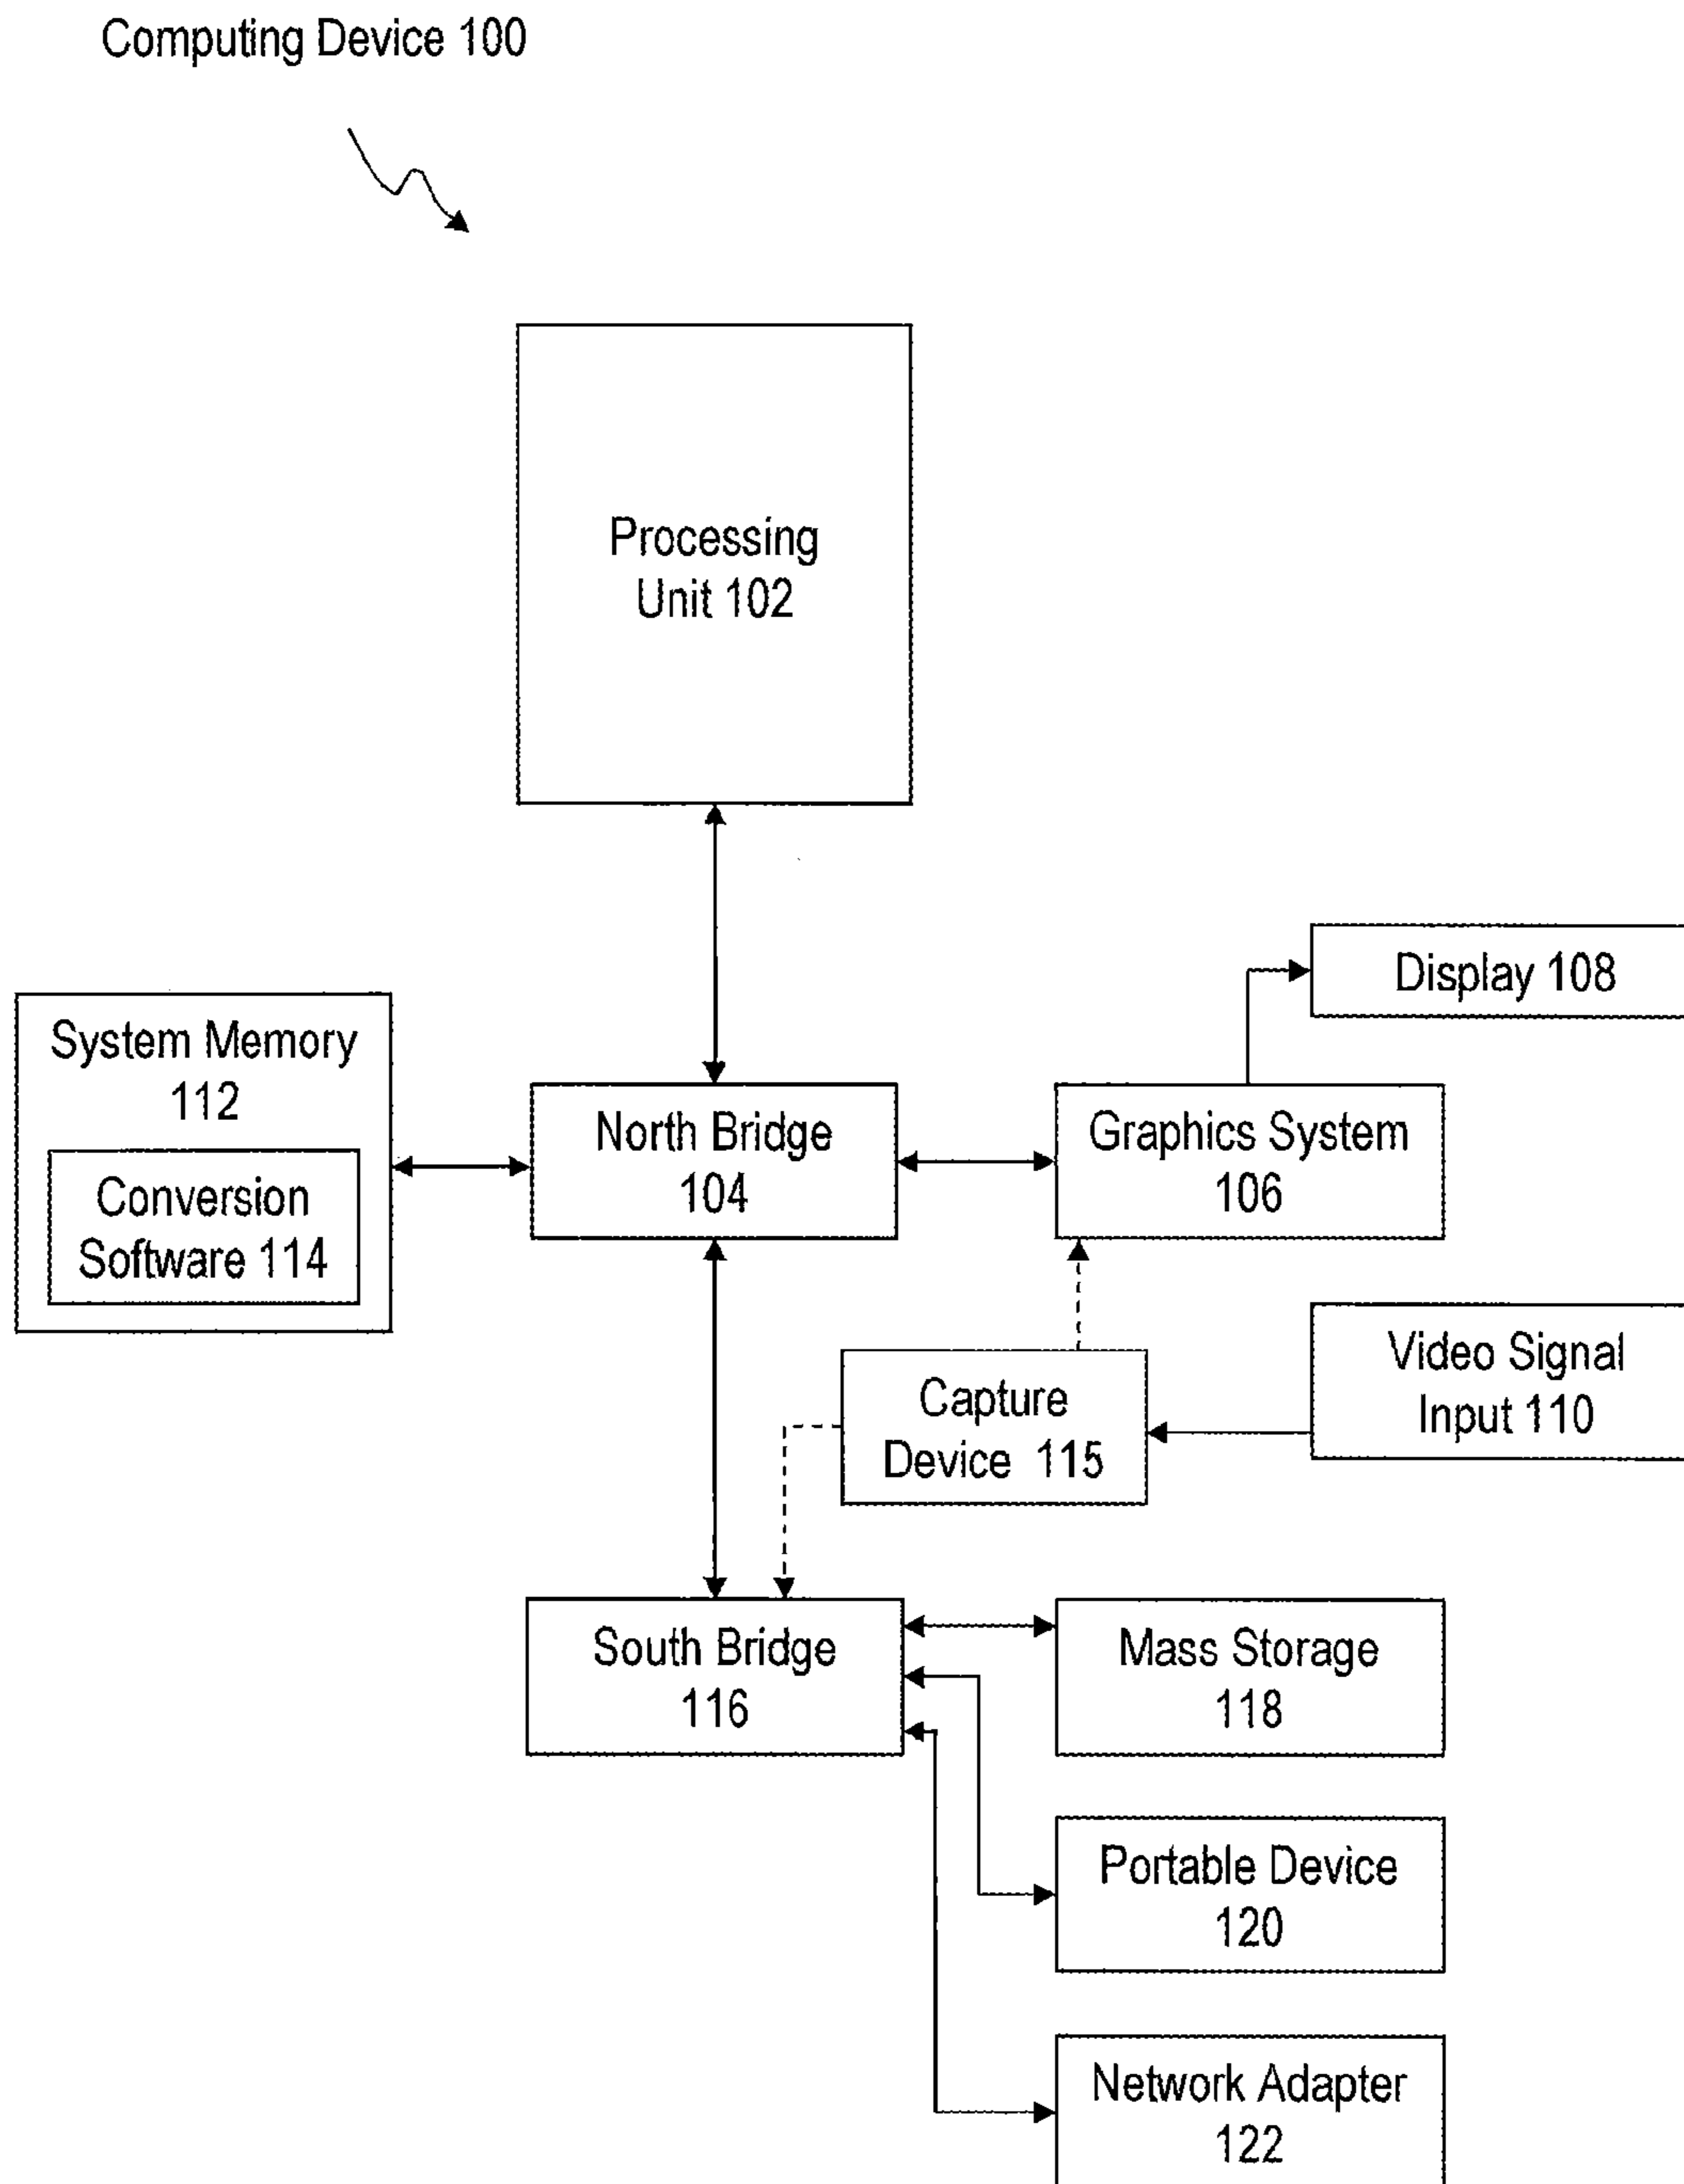 Computing Device 100
Processing
Unit 102
Display 108
System Memory
112
Conversion
Software 114
North Bridge
104
Graphics System
106
Video Signal
Input 110
Capture
Device 115
South Bridge
116
Mass Storage
118
Portable Device
120
Network Adapter
122